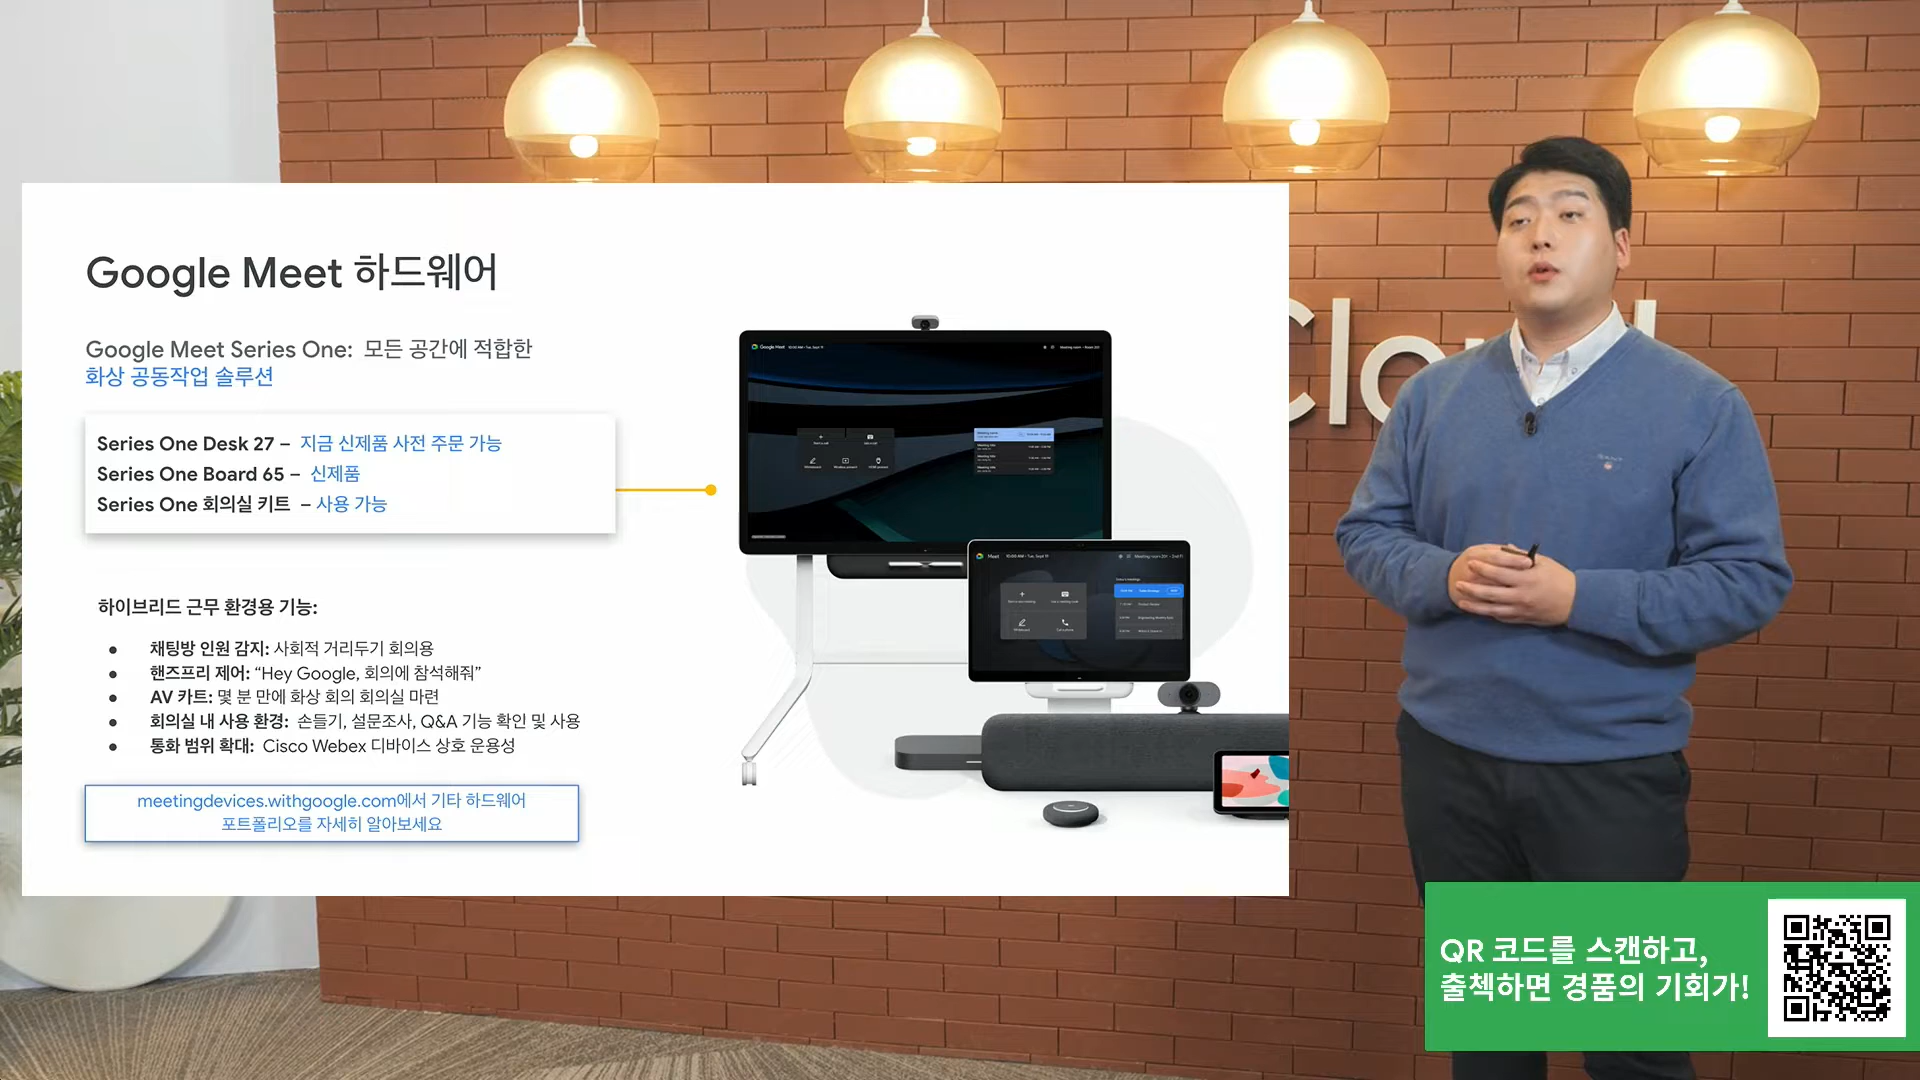 Google Meet 하드웨어
Google Meet Series One: 모든 공간에 적합한
화상 공동작업 솔루션
Series One Desk 27 – 지금 신제품 사전 주문 가능
Series One Board 65 – 신제품
Series One 회의실 키트 – 사용 가능
하이브리드 근무 환경용 기능:
● 채팅방 인원 감지: 사회적 거리두기 회의용
● 핸즈프리 제어: “Hey Google, 회의에 참석해줘”
● AV 카트: 몇 분 만에 화상 회의 회의실 마련
● 회의실 내 사용 환경: 손들기, 설문조사, Q&A 기능 확인 및 사용
● 통화 범위 확대: Cisco Webex 디바이스 상호 운용성
meetingdevices.withgoogle.com에서 기타 하드웨어
포트폴리오를 자세히 알아보세요
Google Meet
Meet
GANT
QR 코드를 스캔하고,
출첵하면 경품의 기회가!